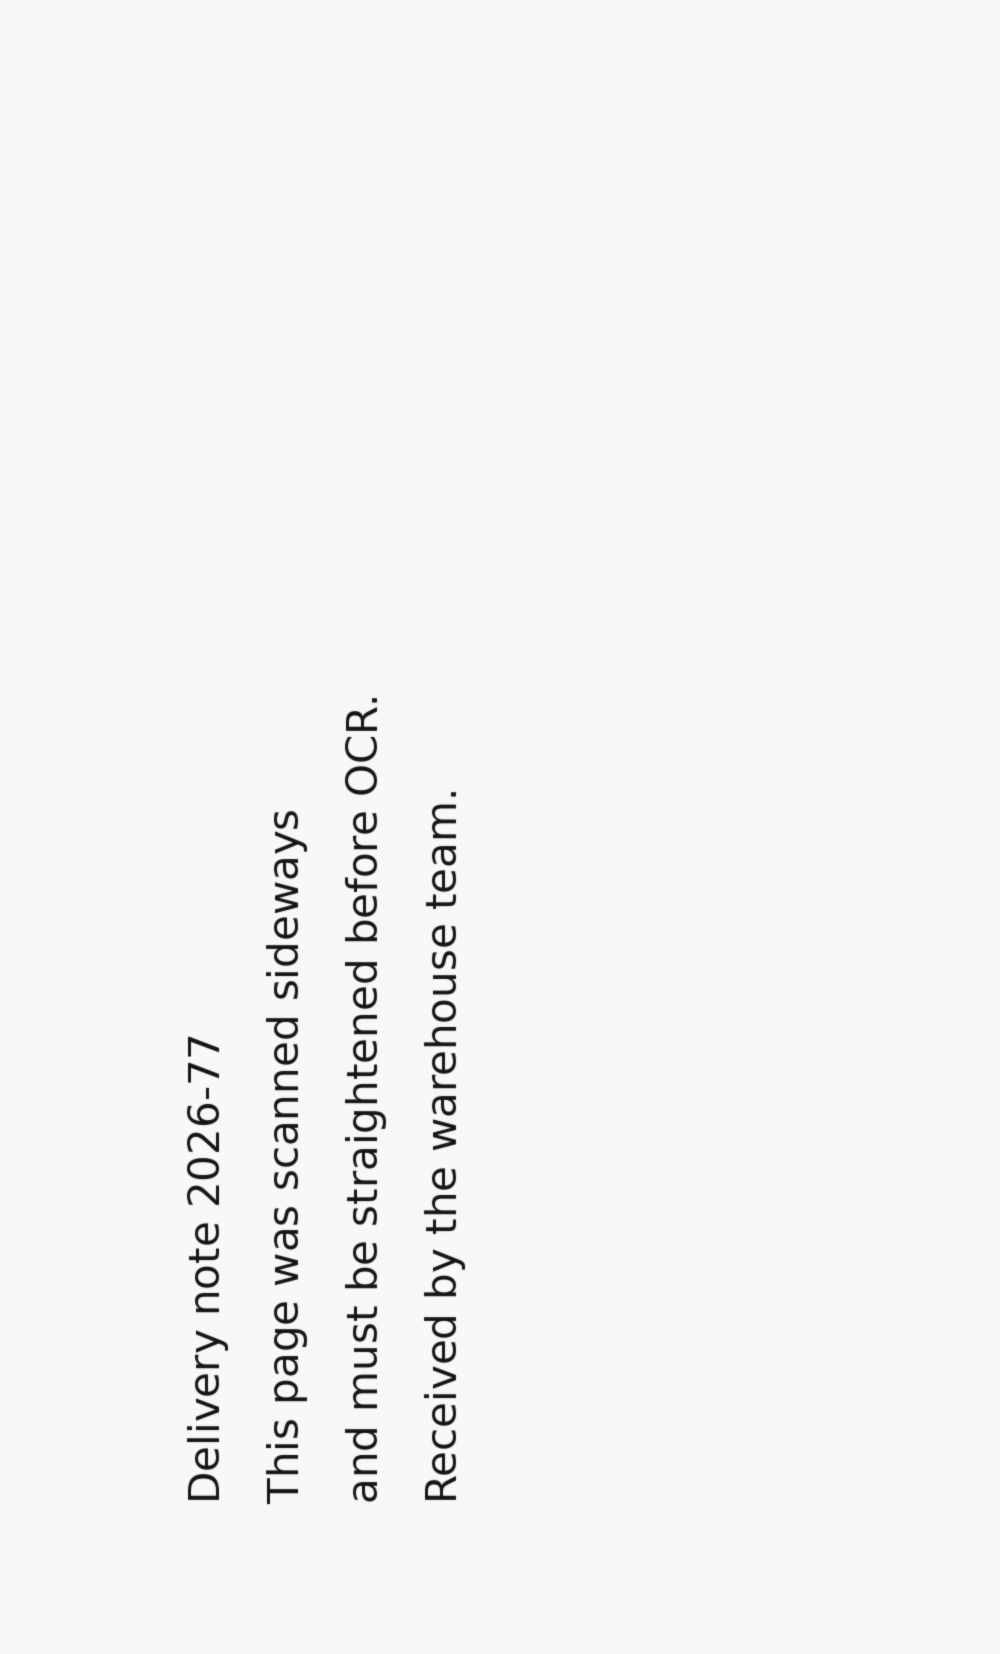 Delivery note 2026-77
This page was scanned sideways
and must be straightened before OCR.
Received by the warehouse team.